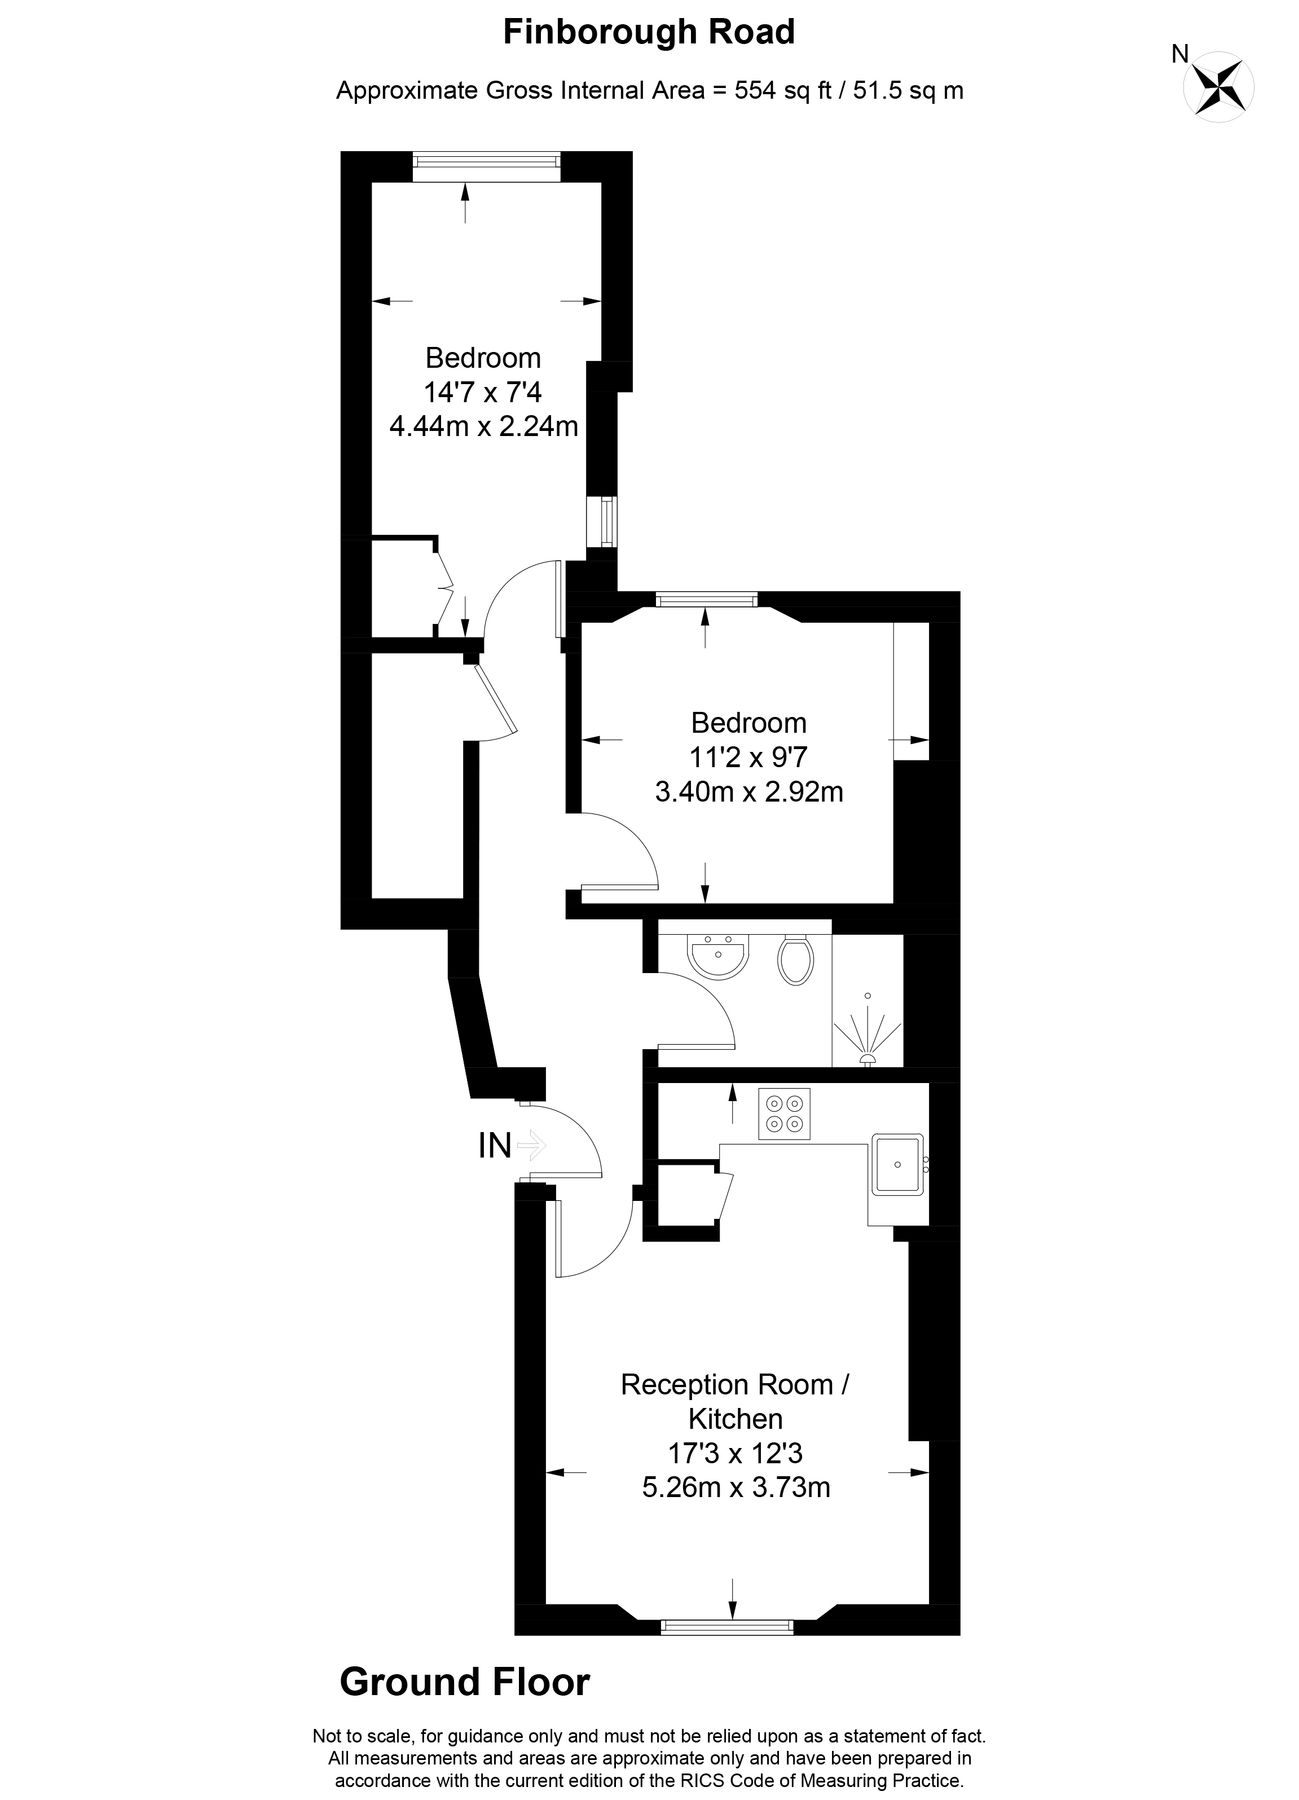 Finborough Road
Approximate Gross Internal Area = 554 sq ft / 51.5 sq m
N
Bedroom
14'7 x 7'4
4.44m x 2.24m
Bedroom
11'2 x 9'7
3.40m x 2.92m
IN
Reception Room /
Kitchen
17'3 x 12'3
5.26m x 3.73m
Ground Floor
Not to scale, for guidance only and must not be relied upon as a statement of fact.
All measurements and areas are approximate only and have been prepared in
accordance with the current edition of the RICS Code of Measuring Practice.